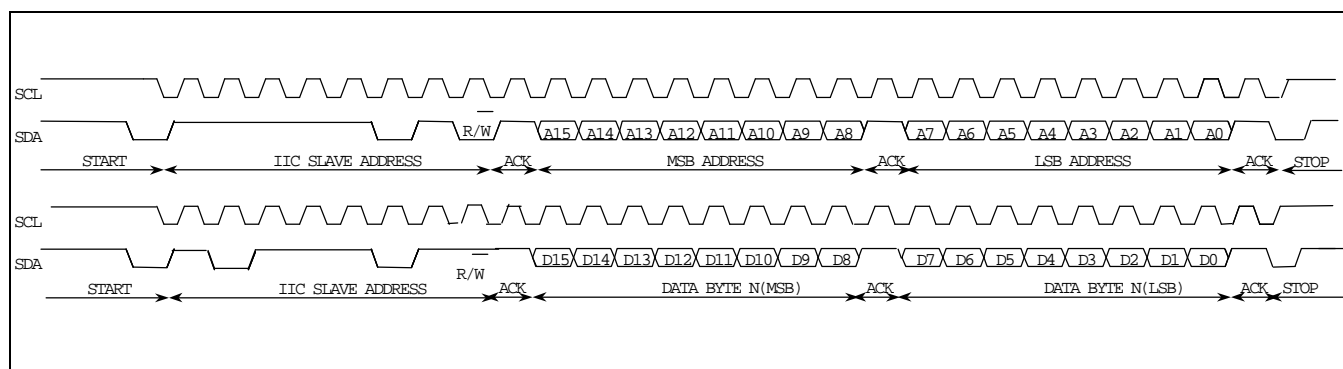 SCL
SDA R/W A15 A14 A13 A12 A11 A10 A9 A8 A7 A6 A5 A4 A3 A2 A1 A0
START IIC SLAVE ADDRESS ACK MSB ADDRESS ACK LSB ADDRESS ACK STOP
SCL
SDA R/W D15 D14 D13 D12 D11 D10 D9 D8 D7 D6 D5 D4 D3 D2 D1 D0
START IIC SLAVE ADDRESS ACK DATA BYTE N(MSB) ACK DATA BYTE N(LSB) ACK STOP